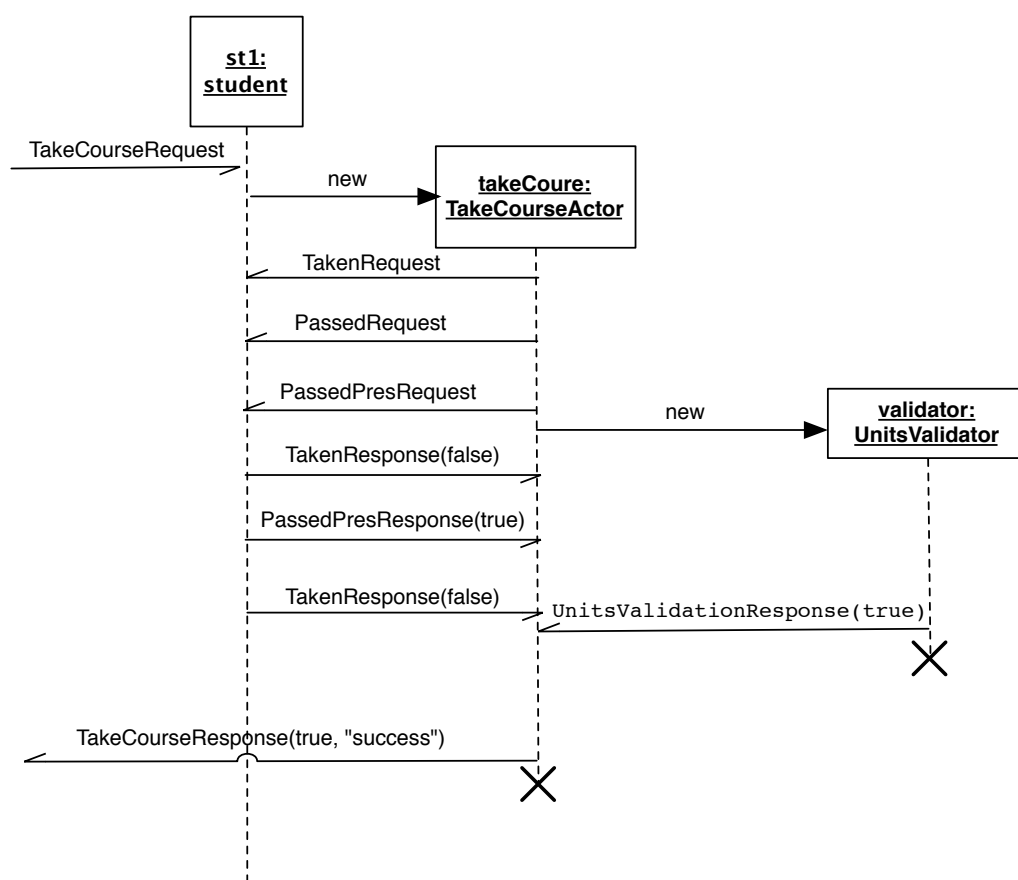 st1:
student
TakeCourseRequest
new
takeCoure:
TakeCourseActor
TakenRequest
PassedRequest
PassedPresRequest
new
validator:
UnitsValidator
TakenResponse(false)
PassedPresResponse(true)
TakenResponse(false)
UnitsValidationResponse(true)
TakeCourseResponse(true, "success")